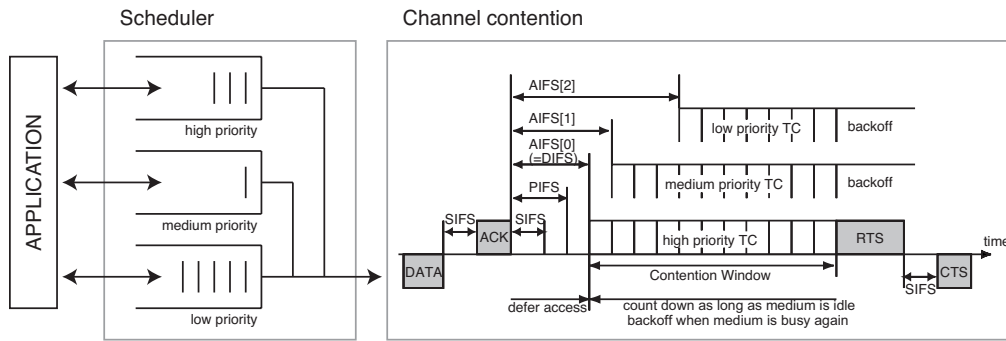 Scheduler
Channel contention
APPLICATION
high priority
medium priority
low priority
AIFS[2]
low priority TC
backoff
AIFS[1]
AIFS[0]
(=DIFS)
medium priority TC
backoff
PIFS
SIFS
ACK
SIFS
high priority TC
RTS
time
DATA
Contention Window
SIFS
CTS
defer access
count down as long as medium is idle
backoff when medium is busy again